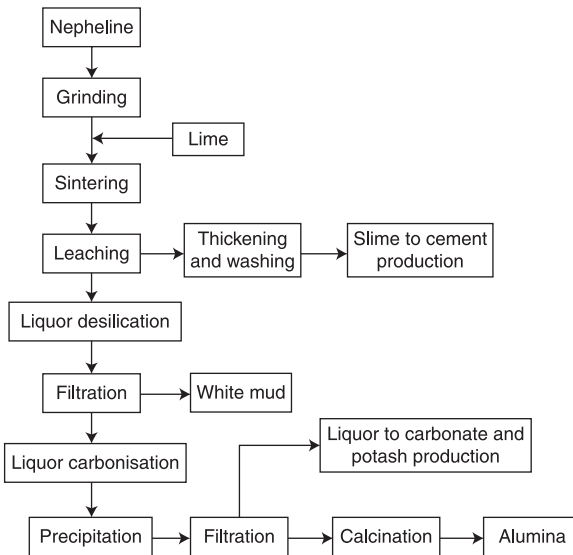 Nepheline
Grinding
Lime
Sintering
Leaching
Thickening
and washing
Slime to cement
production
Liquor desilication
Filtration
White mud
Liquor carbonisation
Liquor to carbonate and
potash production
Precipitation
Filtration
Calcination
Alumina